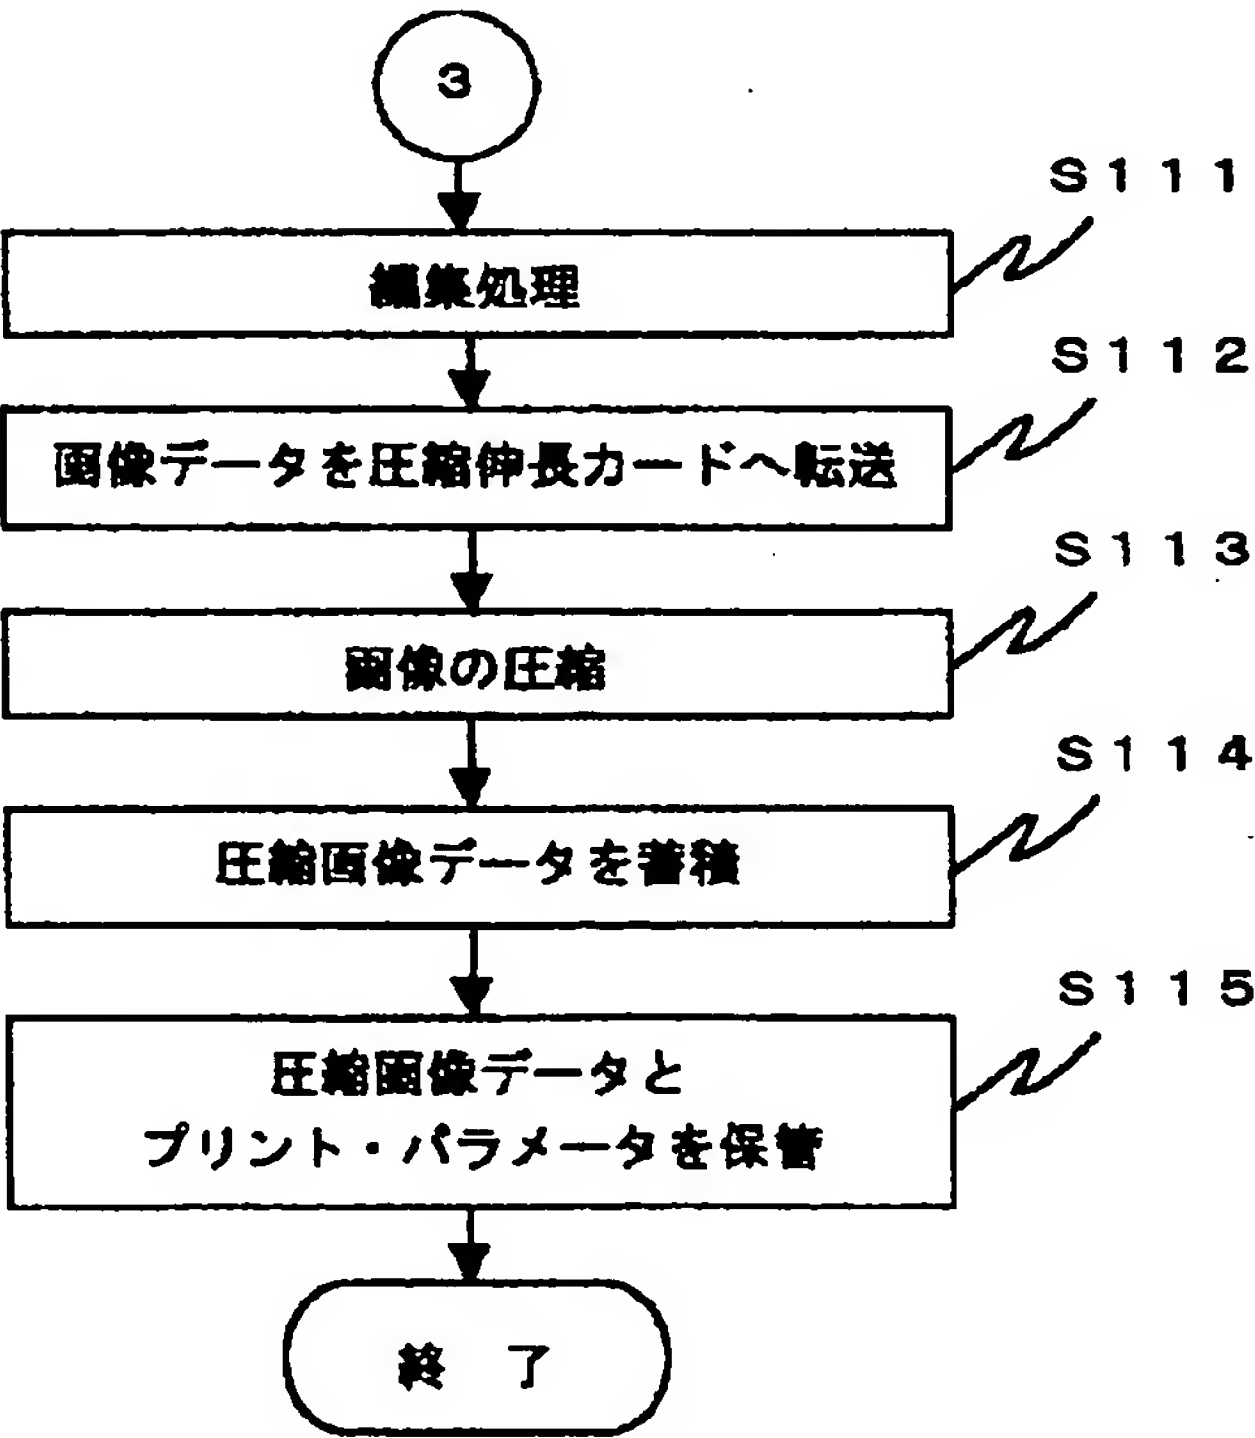 3
S111
編集処理
S112
画像データを圧縮伸長カードへ転送
S113
画像の圧縮
S114
圧縮画像データを蓄積
S115
圧縮画像データと
プリント・パラメータを保管
終 了